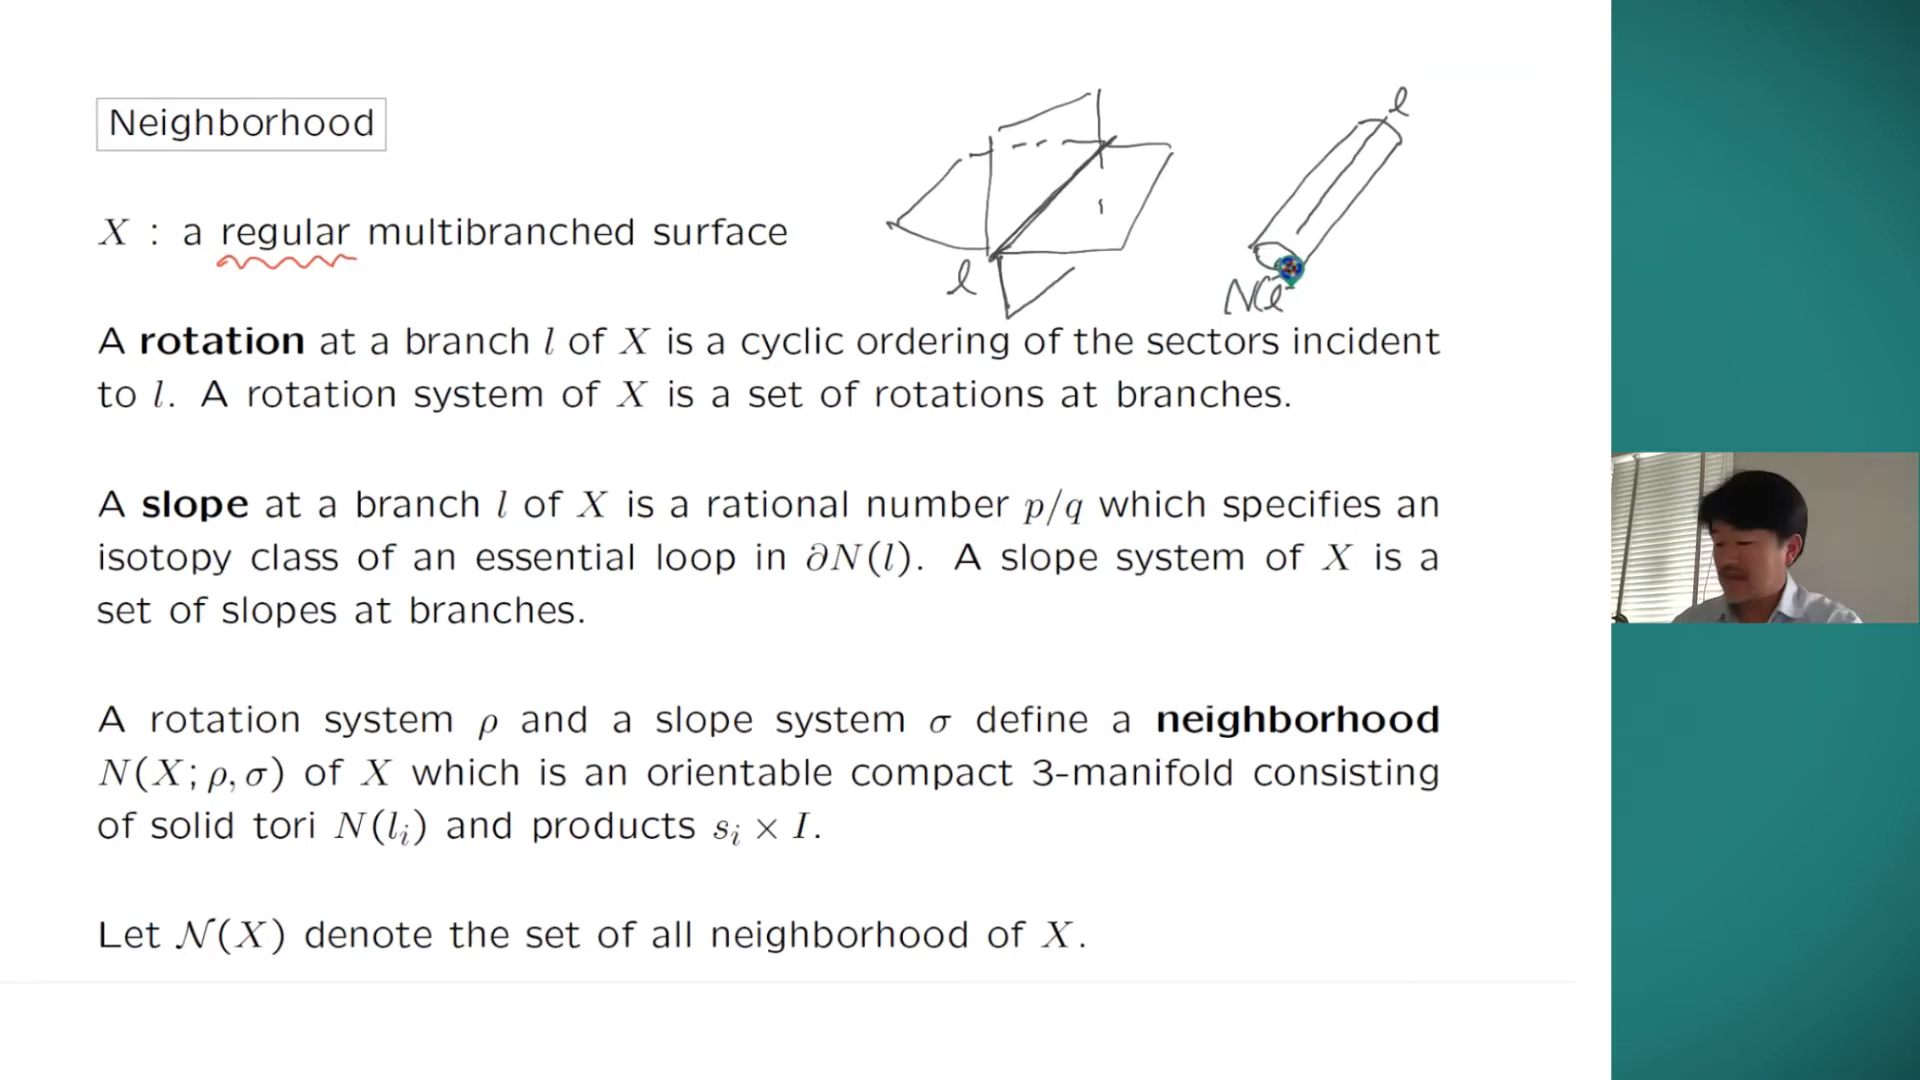 Neighborhood
l
l
X : a regular multibranched surface
N(l
A rotation at a branch l of X is a cyclic ordering of the sectors incident
to l. A rotation system of X is a set of rotations at branches.
A slope at a branch l of X is a rational number p/q which specifies an
isotopy class of an essential loop in ∂N(l). A slope system of X is a
set of slopes at branches.
A rotation system ρ and a slope system σ define a neighborhood
N(X; ρ, σ) of X which is an orientable compact 3-manifold consisting
of solid tori N(lᵢ) and products sᵢ × I.
Let 𝒩(X) denote the set of all neighborhood of X.